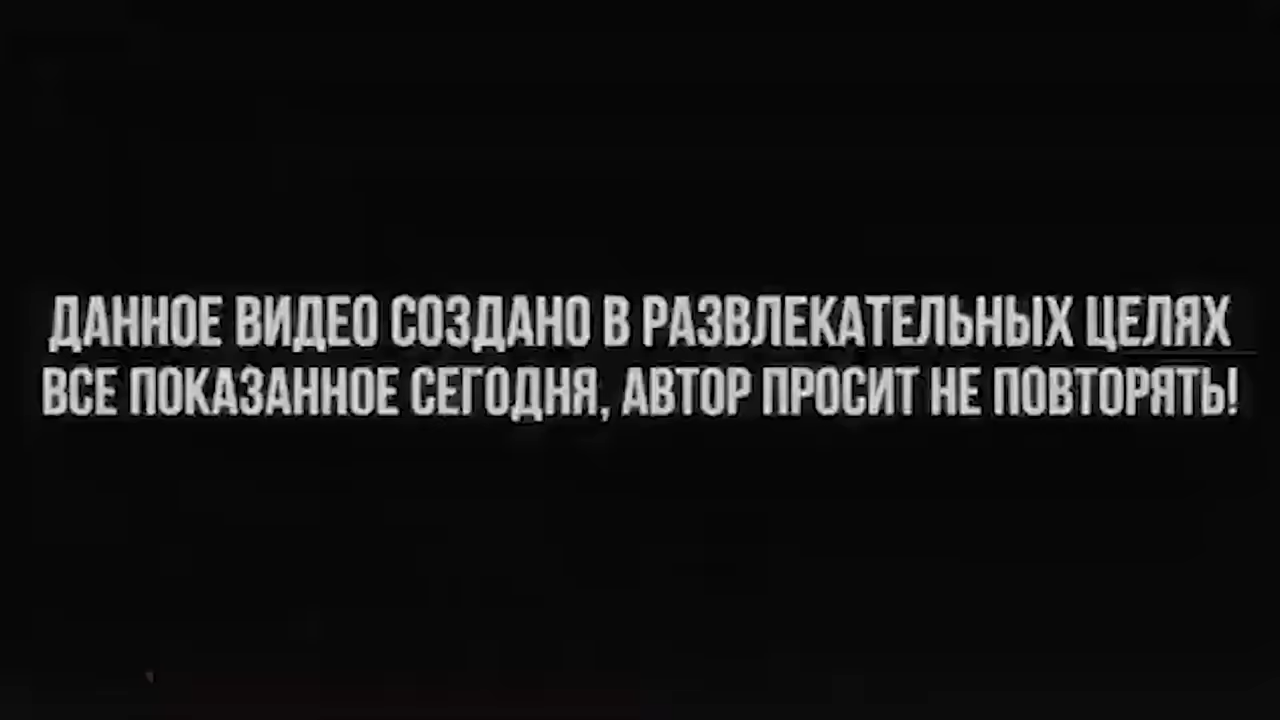 ДАННОЕ ВИДЕО СОЗДАНО В РАЗВЛЕКАТЕЛЬНЫХ ЦЕЛЯХ
ВСЕ ПОКАЗАННОЕ СЕГОДНЯ, АВТОР ПРОСИТ НЕ ПОВТОРЯТЬ!